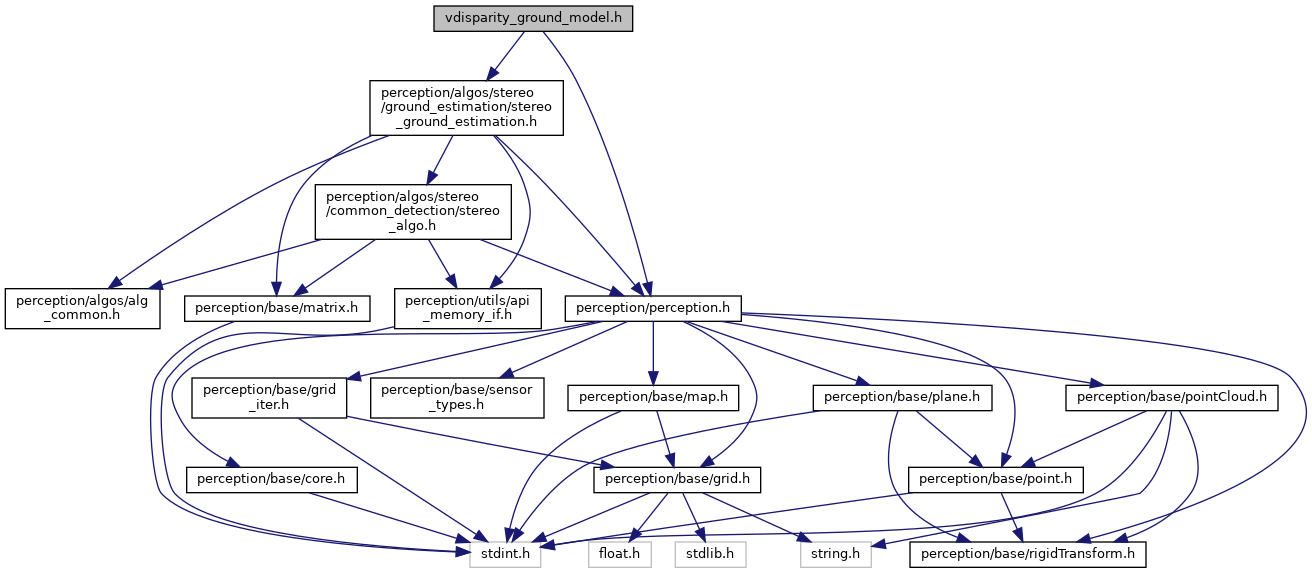 vdisparity_ground_model.h
perception/algos/stereo
/ground_estimation/stereo
_ground_estimation.h
perception/algos/stereo
/common_detection/stereo
_algo.h
perception/algos/alg
_common.h
perception/base/matrix.h
perception/utils/api
_memory_if.h
perception/perception.h
perception/base/grid
_iter.h
perception/base/sensor
_types.h
perception/base/map.h
perception/base/plane.h
perception/base/pointCloud.h
perception/base/core.h
perception/base/grid.h
perception/base/point.h
stdint.h
float.h
stdlib.h
string.h
perception/base/rigidTransform.h